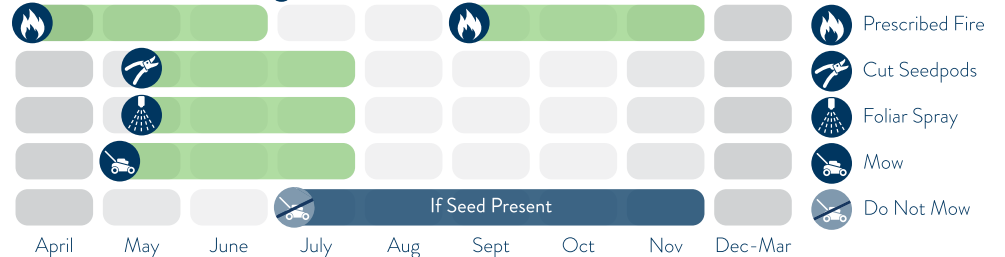 Prescribed Fire
Cut Seedpods
Foliar Spray
Mow
If Seed Present
Do Not Mow
April May June July Aug Sept Oct Nov Dec-Mar